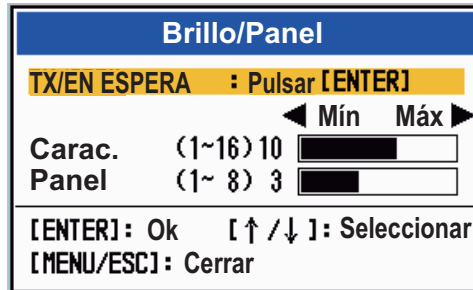 Brillo/Panel
TX/EN ESPERA : Pulsar [ENTER]
◀ Mín Máx ▶
Carac. (1~16) 10
Panel (1~ 8) 3
[ENTER]: Ok [↑/↓]: Seleccionar
[MENU/ESC]: Cerrar